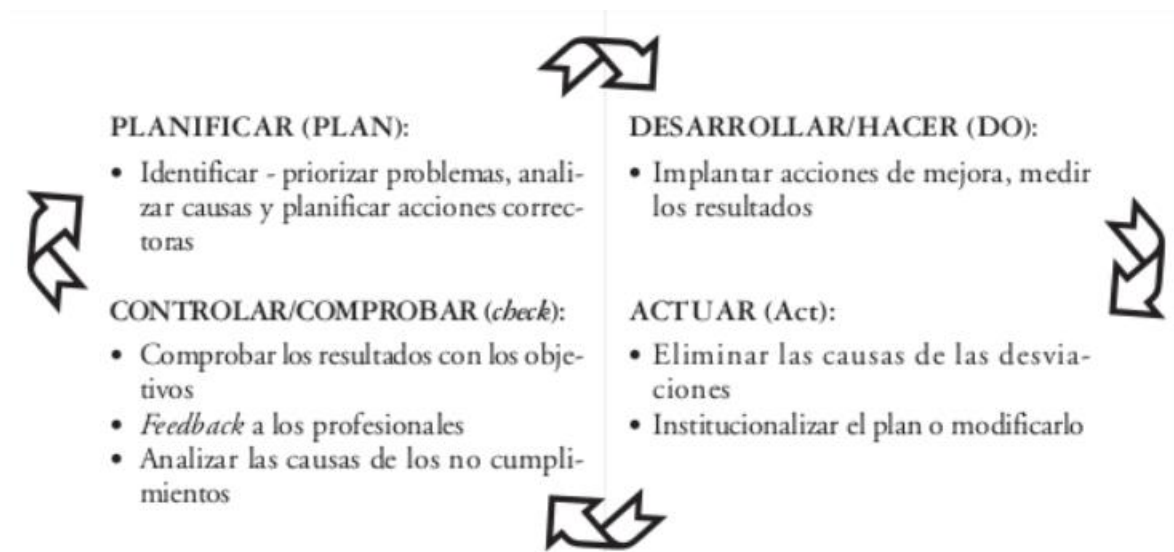 PLANIFICAR (PLAN):
• Identificar - priorizar problemas, anali-
zar causas y planificar acciones correc-
toras
DESARROLLAR/HACER (DO):
• Implantar acciones de mejora, medir
los resultados
CONTROLAR/COMPROBAR (check):
• Comprobar los resultados con los obje-
tivos
• Feedback a los profesionales
• Analizar las causas de los no cumpli-
mientos
ACTUAR (Act):
• Eliminar las causas de las desvia-
ciones
• Institucionalizar el plan o modificarlo